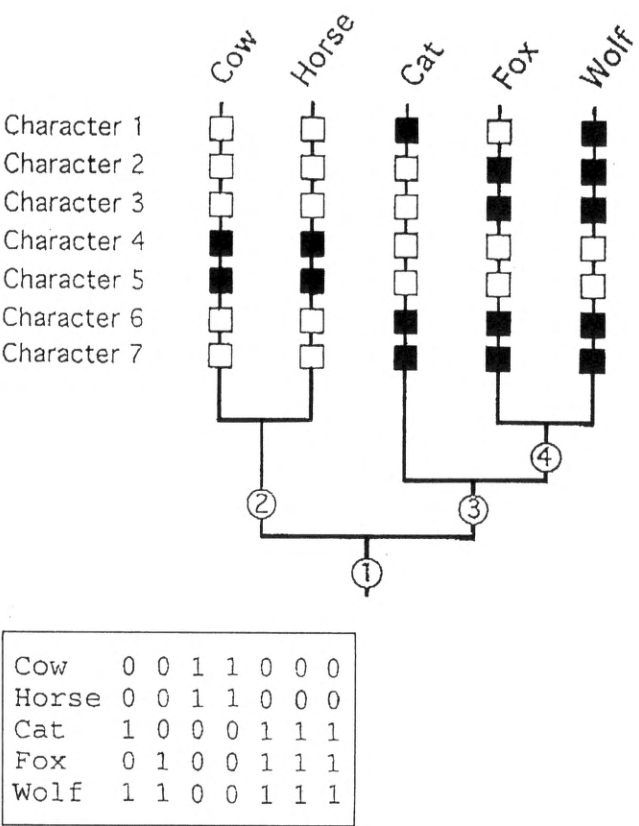 Cow Horse Cat Fox Wolf
Character 1
Character 2
Character 3
Character 4
Character 5
Character 6
Character 7
4
2 3
1
Cow 0 0 1 1 0 0 0
Horse 0 0 1 1 0 0 0
Cat 1 0 0 0 1 1 1
Fox 0 1 0 0 1 1 1
Wolf 1 1 0 0 1 1 1